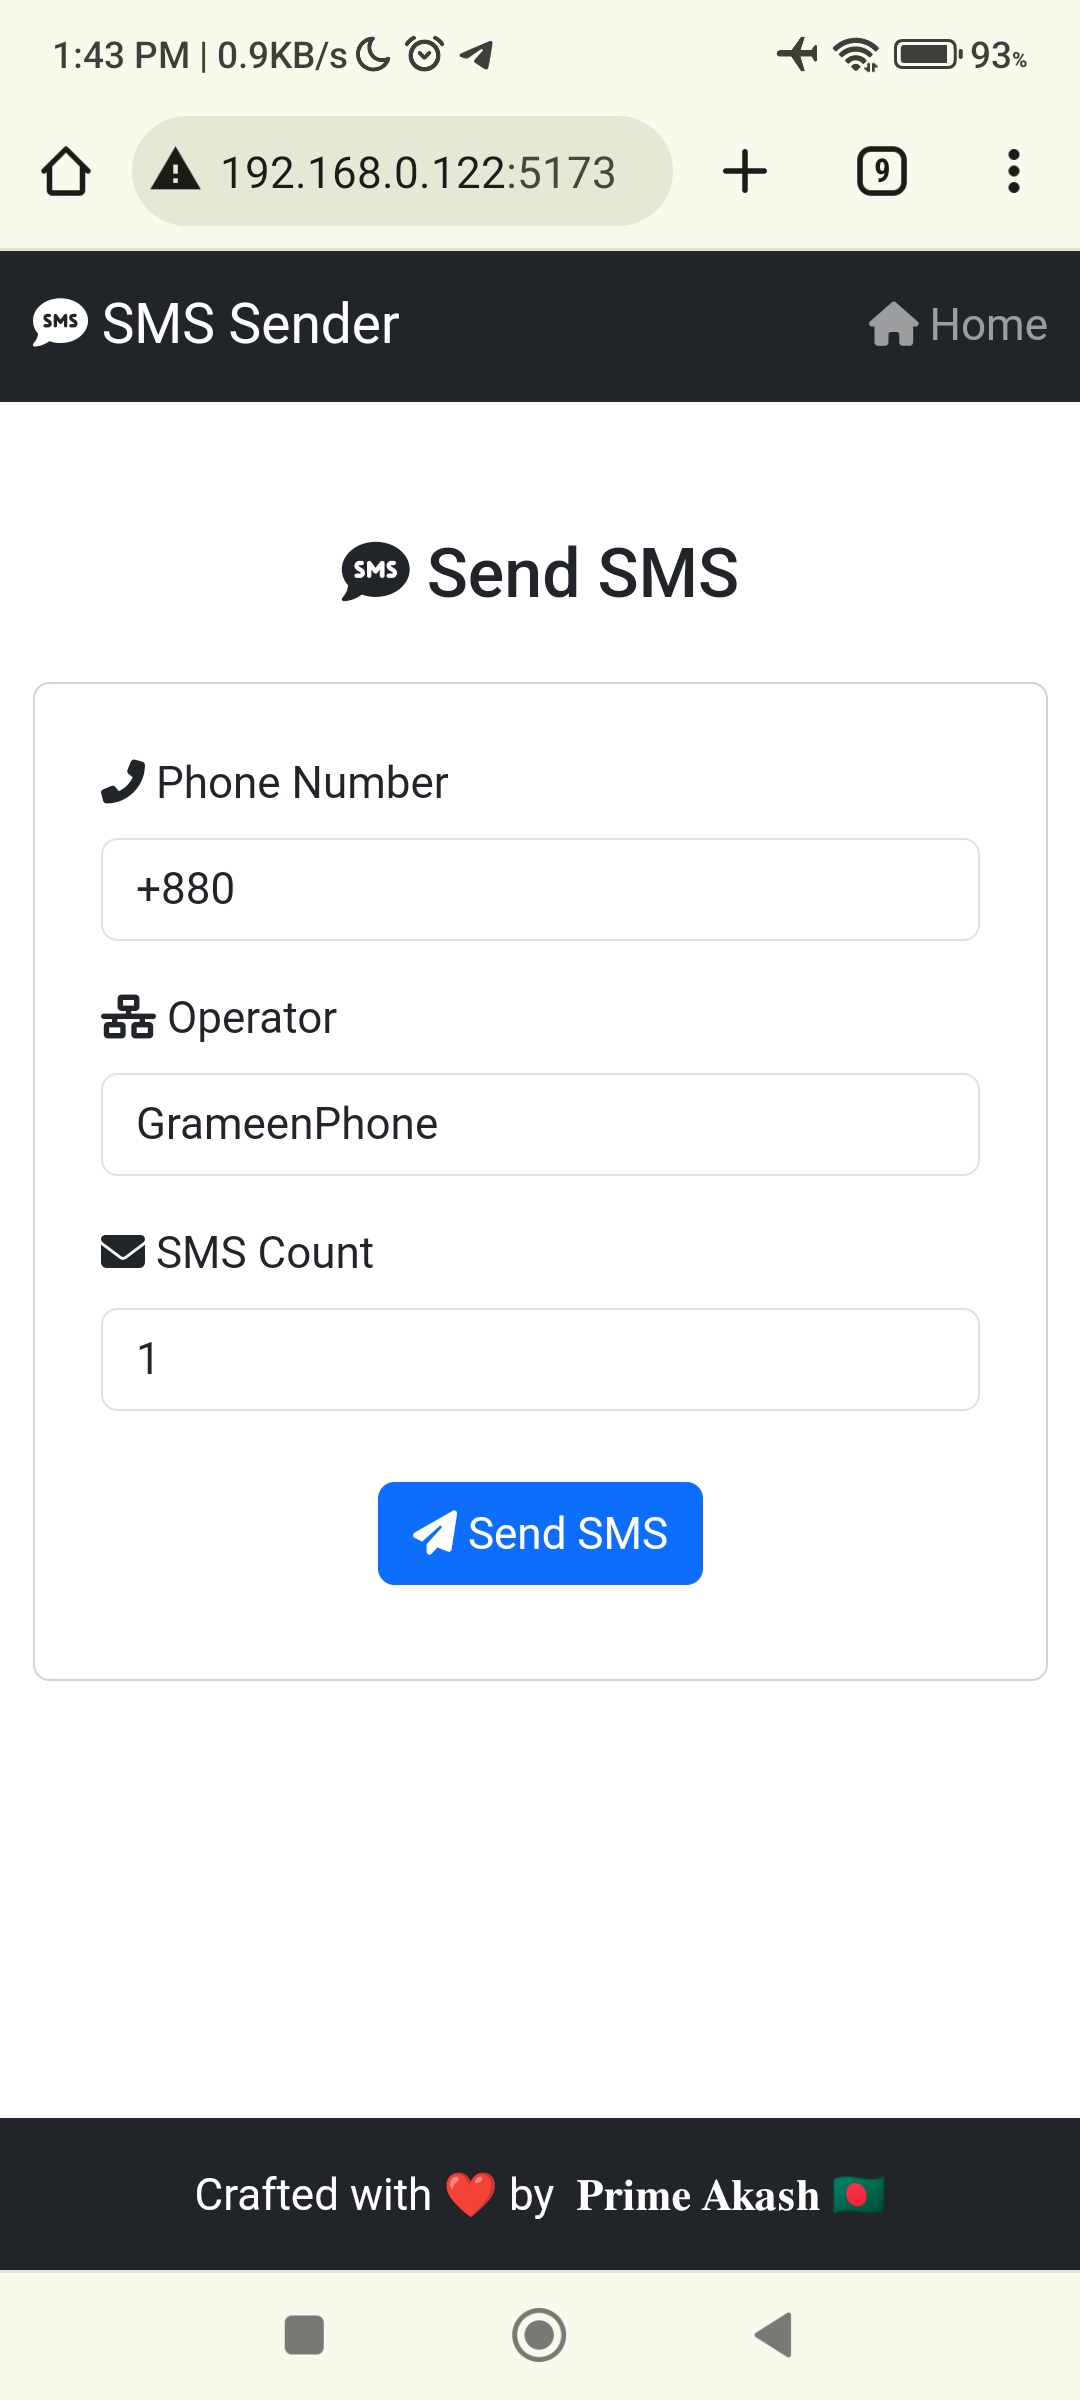 1:43 PM | 0.9KB/s 93%
192.168.0.122:5173 9
SMS SMS Sender Home
SMS Send SMS
Phone Number
+880
Operator
GrameenPhone
SMS Count
1
Send SMS
Crafted with ❤️ by Prime Akash 🇧🇩